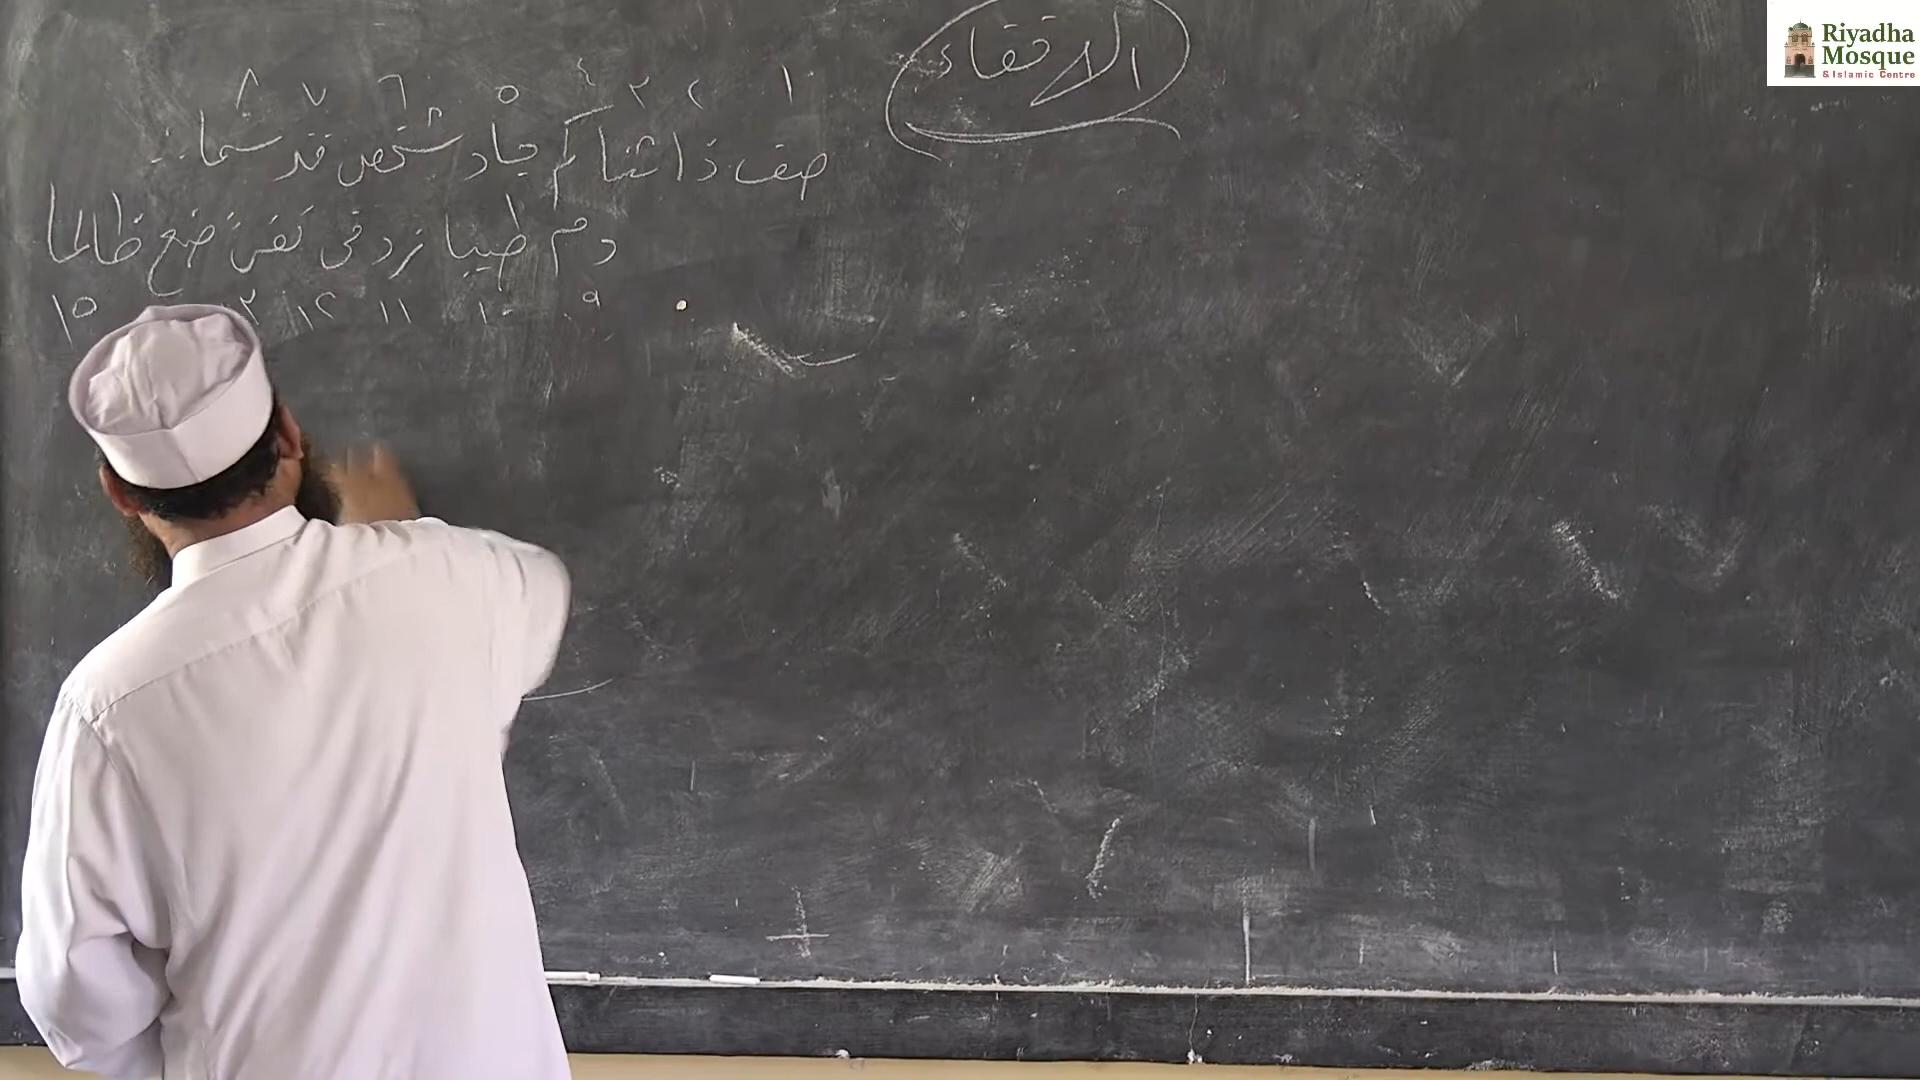 الاخفاء
١ ٢ ٣ ٤ ٥ ٦ ٧ ٨
صف ذا ثنا كم جاد شخص قد سما
دم طيبا زد في تقى ضع ظالما
٩ ١٠ ١١ ١٢ ١٣ ١٥
Riyadha
Mosque
& Islamic Centre